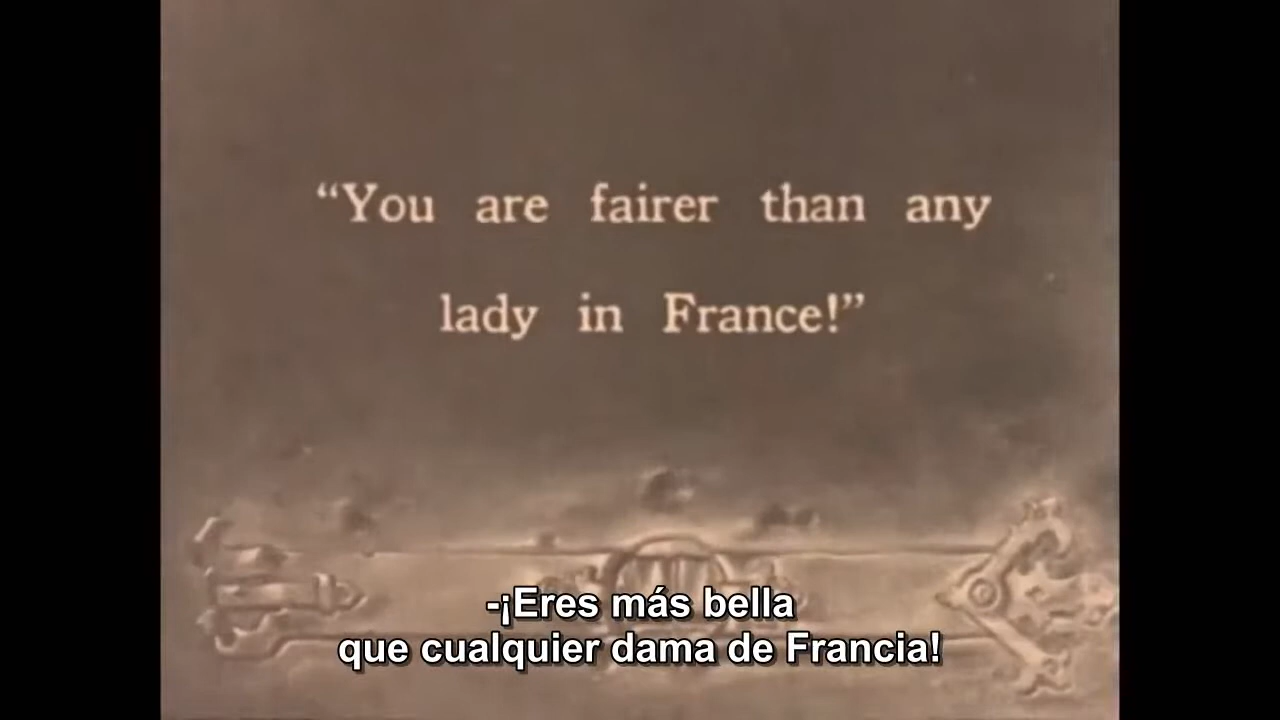 “You are fairer than any
lady in France!”
-¡Eres más bella
que cualquier dama de Francia!